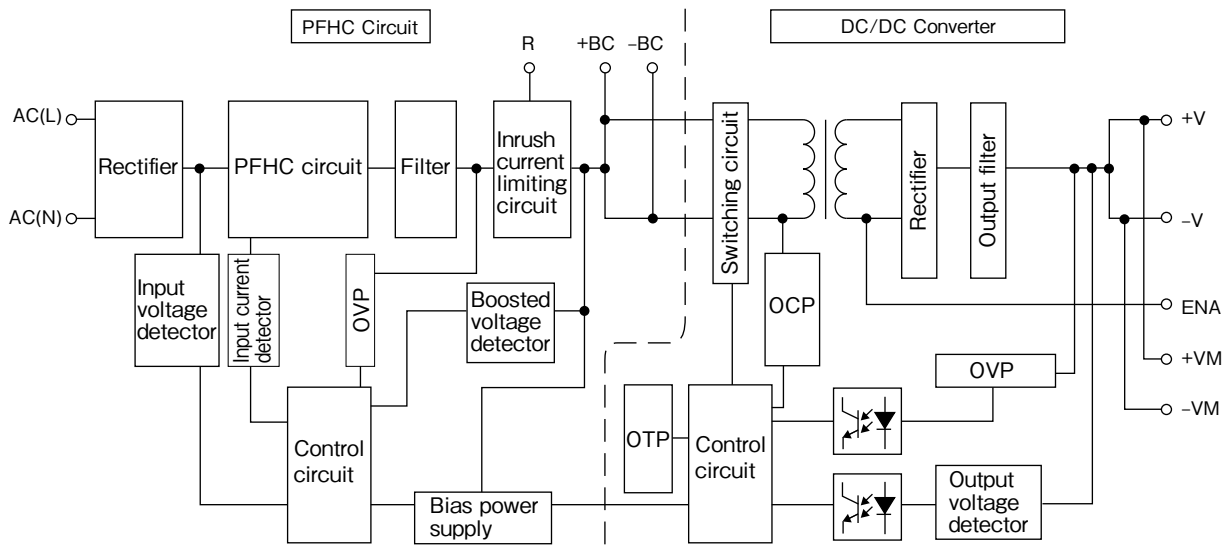 PFHC Circuit
DC/DC Converter
R
+BC
−BC
AC(L)
AC(N)
Rectifier
PFHC circuit
Filter
Inrush
current
limiting
circuit
Switching circuit
Rectifier
Output filter
+V
−V
ENA
+VM
−VM
Input
voltage
detector
Input current
detector
OVP
Boosted
voltage
detector
OCP
OVP
Control
circuit
OTP
Control
circuit
Bias power
supply
Output
voltage
detector